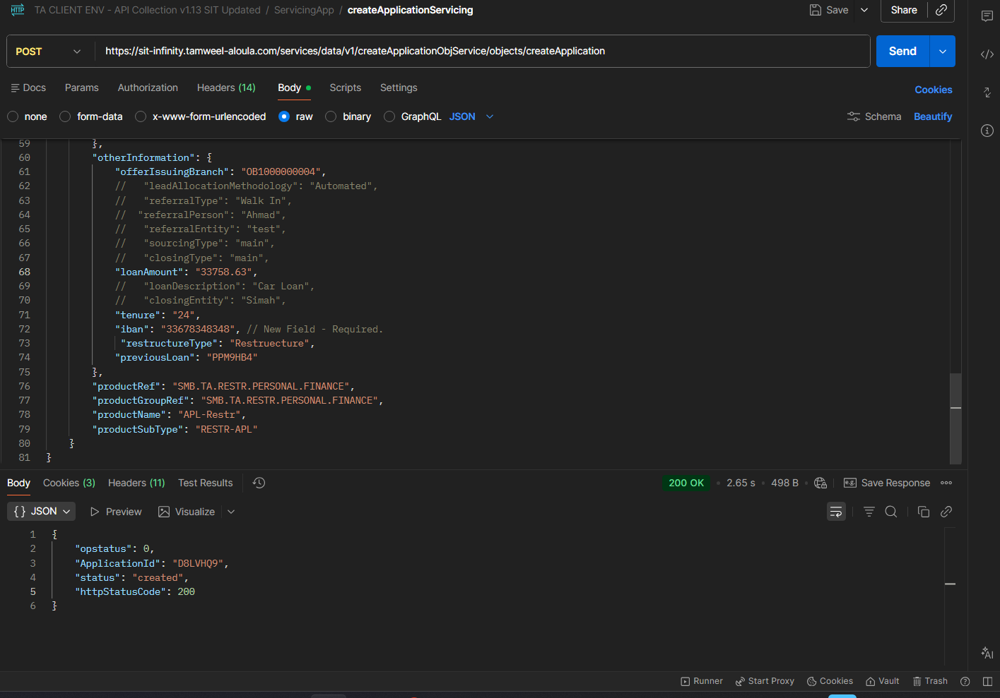 HTTP TA CLIENT ENV - API Collection v1.13 SIT Updated / ServicingApp / createApplicationServicing Save Share
POST https://sit-infinity.tamweel-aloula.com/services/data/v1/createApplicationObjService/objects/createApplication Send
Docs Params Authorization Headers (14) Body Scripts Settings Cookies
none form-data x-www-form-urlencoded raw binary GraphQL JSON Schema Beautify
59 },
60 "otherInformation": {
61 "offerIssuingBranch": "OB1000000004",
62 // "leadAllocationMethodology": "Automated",
63 // "referralType": "Walk In",
64 // "referralPerson": "Ahmad",
65 // "referralEntity": "test",
66 // "sourcingType": "main",
67 // "closingType": "main",
68 "loanAmount": "33758.63",
69 // "loanDescription": "Car Loan",
70 // "closingEntity": "Simah",
71 "tenure": "24",
72 "iban": "33678348348", // New Field - Required.
73 "restructureType": "Restruecture",
74 "previousLoan": "PPM9HB4"
75 },
76 "productRef": "SMB.TA.RESTR.PERSONAL.FINANCE",
77 "productGroupRef": "SMB.TA.RESTR.PERSONAL.FINANCE",
78 "productName": "APL-Restr",
79 "productSubType": "RESTR-APL"
80 }
81 }
Body Cookies (3) Headers (11) Test Results 200 OK • 2.65 s • 498 B • e.g. Save Response
{} JSON Preview Visualize
1 {
2 "opstatus": 0,
3 "ApplicationId": "D8LVHQ9",
4 "status": "created",
5 "httpStatusCode": 200
6 }
AI
Runner Start Proxy Cookies Vault Trash